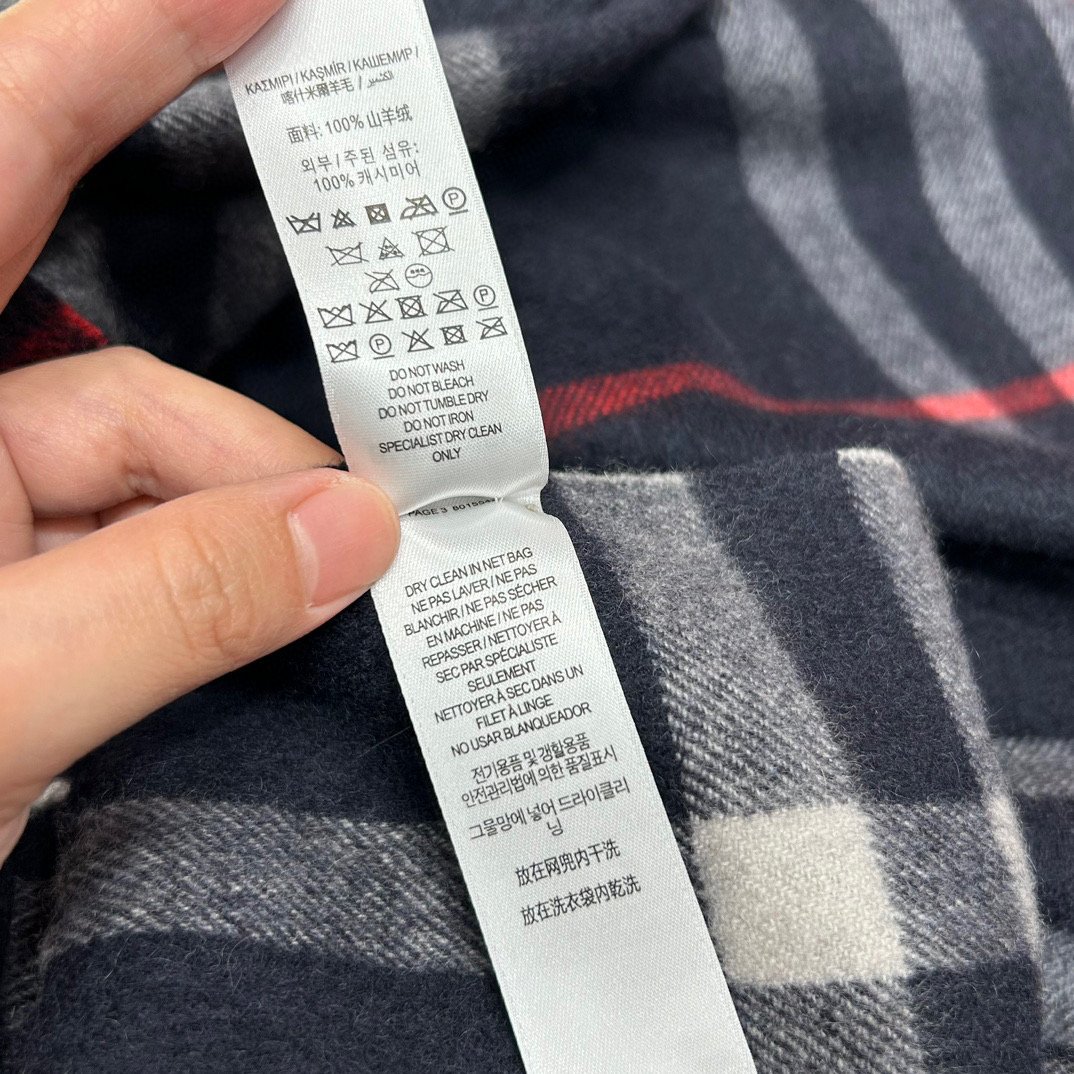 ΚΑΣΜΙΡΙ / KAŞMİR / КАШЕМИР /
喀什米爾羊毛 / الكشمير
面料: 100% 山羊绒
외부 / 주된 섬유:
100% 캐시미어
P
P
P
DO NOT WASH
DO NOT BLEACH
DO NOT TUMBLE DRY
DO NOT IRON
SPECIALIST DRY CLEAN
ONLY
PAGE 3
DRY CLEAN IN NET BAG
NE PAS LAVER / NE PAS
BLANCHIR / NE PAS SÉCHER
EN MACHINE / NE PAS
REPASSER / NETTOYER À
SEC PAR SPÉCIALISTE
SEULEMENT
NETTOYER À SEC DANS UN
FILET À LINGE
NO USAR BLANQUEADOR
전기용품 및 갱활용품
안전관리법에 의한 품질표시
그물망에 넣어 드라이클리
닝
放在网兜内干洗
放在洗衣袋内乾洗